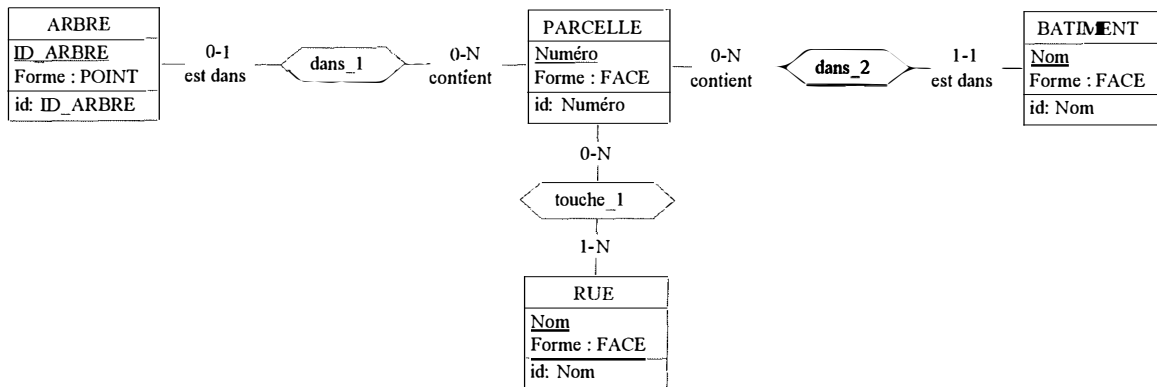 ARBRE
ID_ARBRE
Forme : POINT
id: ID_ARBRE
0-1
est dans
dans_1
0-N
contient
PARCELLE
Numéro
Forme : FACE
id: Numéro
0-N
contient
dans_2
1-1
est dans
BATIMENT
Nom
Forme : FACE
id: Nom
0-N
touche_1
1-N
RUE
Nom
Forme : FACE
id: Nom